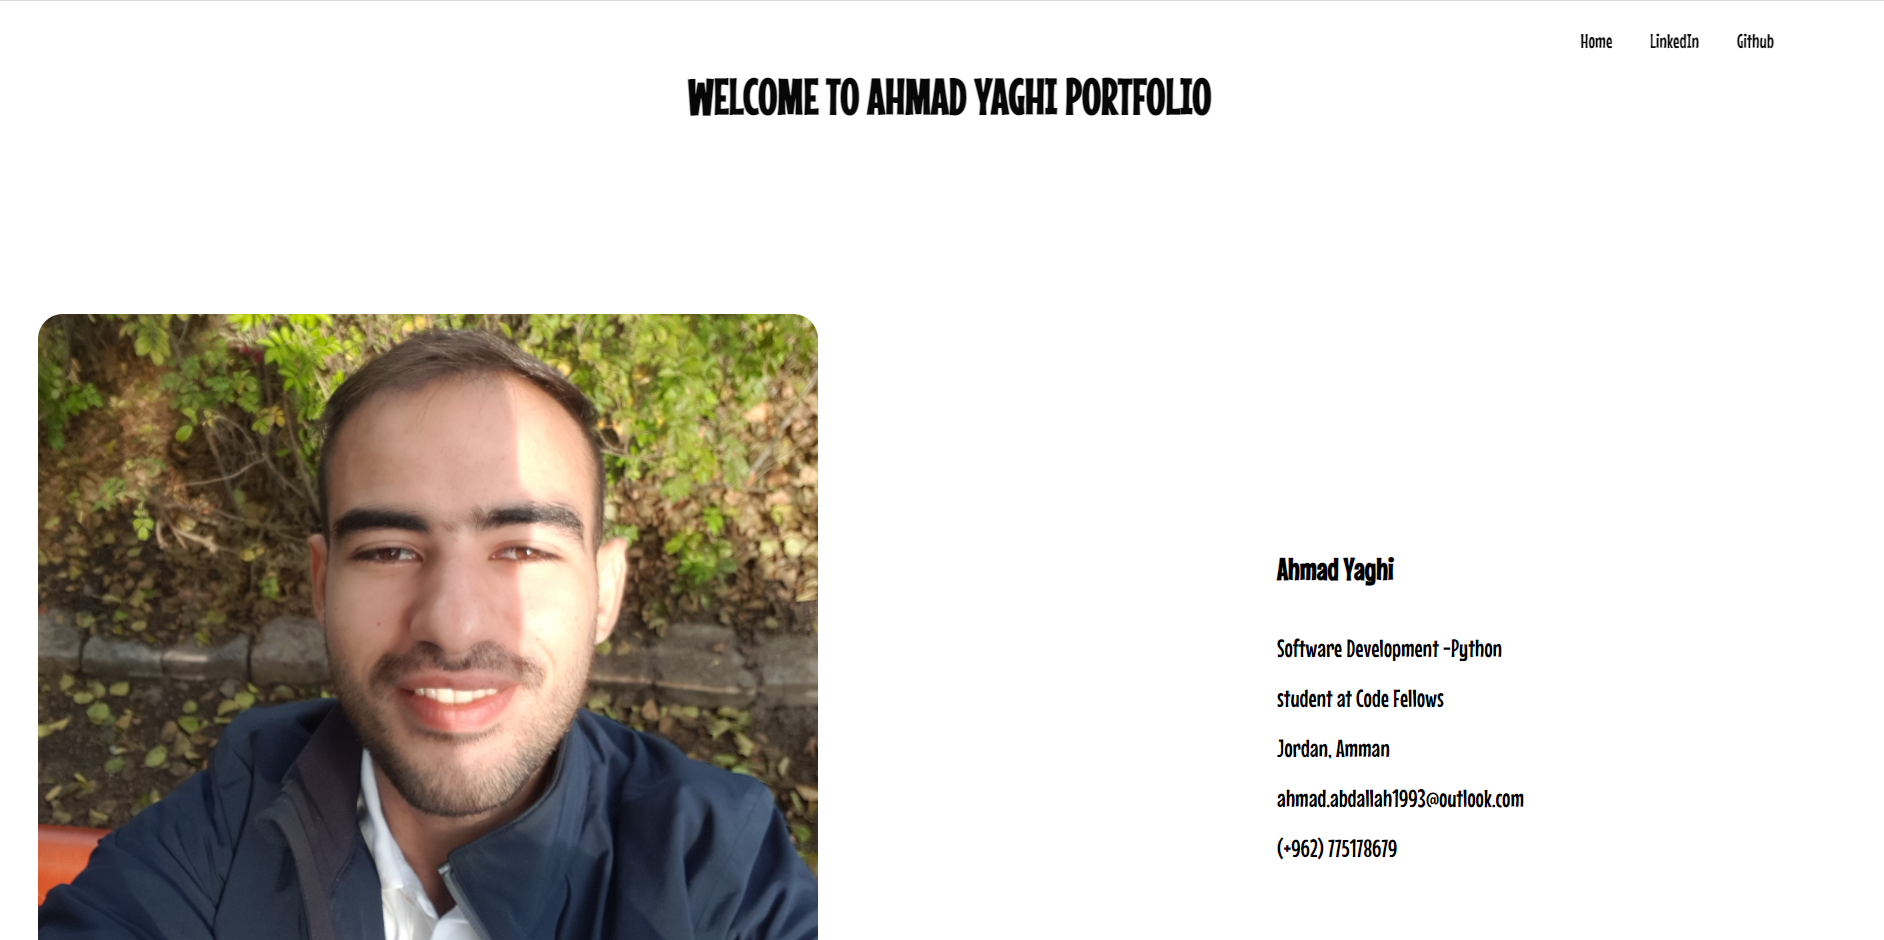 Home LinkedIn Github
WELCOME TO AHMAD YAGHI PORTFOLIO
Ahmad Yaghi
Software Development -Python
student at Code Fellows
Jordan, Amman
ahmad.abdallah1993@outlook.com
(+962) 775178679